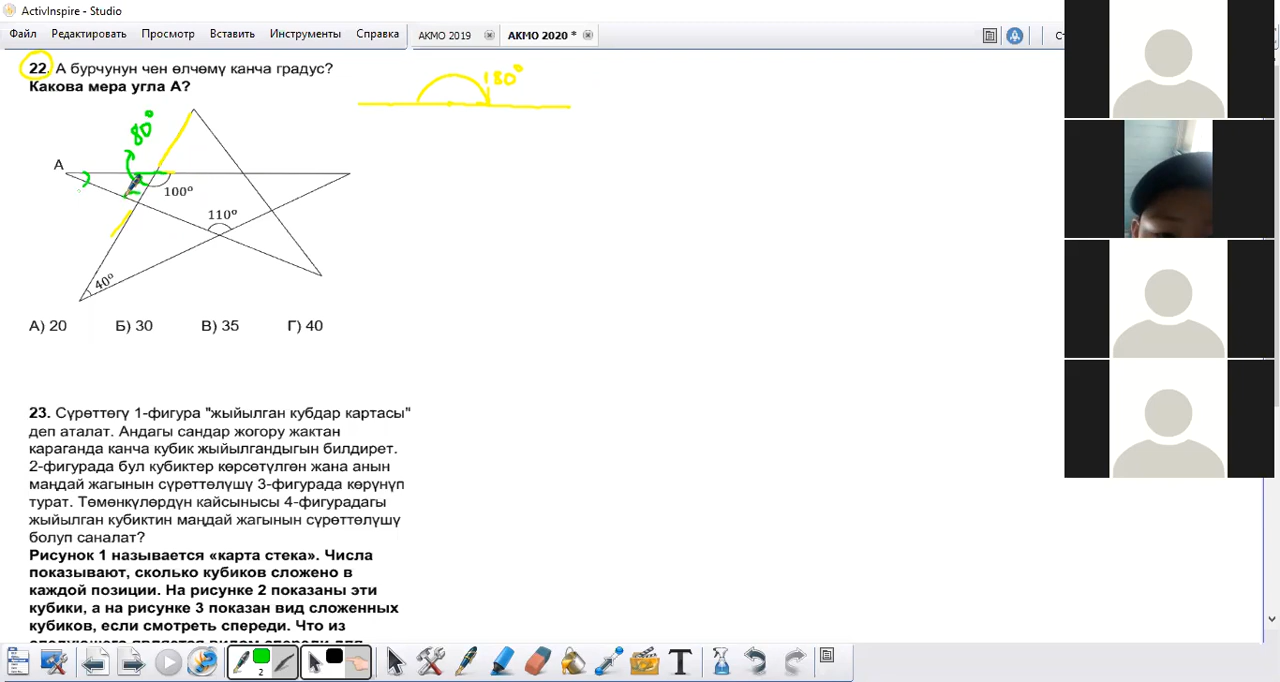 ActivInspire - Studio
Файл Редактировать Просмотр Вставить Инструменты Справка АКМО 2019 АКМО 2020 *
22. А бурчунун чен өлчөмү канча градус?
Какова мера угла А?
180°
80°
А
100°
110°
40°
А) 20 Б) 30 В) 35 Г) 40
23. Сүрөттөгү 1-фигура "жыйылган кубдар картасы"
деп аталат. Андагы сандар жогору жактан
караганда канча кубик жыйылгандыгын билдирет.
2-фигурада бул кубиктер көрсөтүлгөн жана анын
маңдай жагынын сүрөттөлүшү 3-фигурада көрүнүп
турат. Төмөнкүлөрдүн кайсынысы 4-фигурадагы
жыйылган кубиктин маңдай жагынын сүрөттөлүшү
болуп саналат?
Рисунок 1 называется «карта стека». Числа
показывают, сколько кубиков сложено в
каждой позиции. На рисунке 2 показаны эти
кубики, а на рисунке 3 показан вид сложенных
кубиков, если смотреть спереди. Что из
2